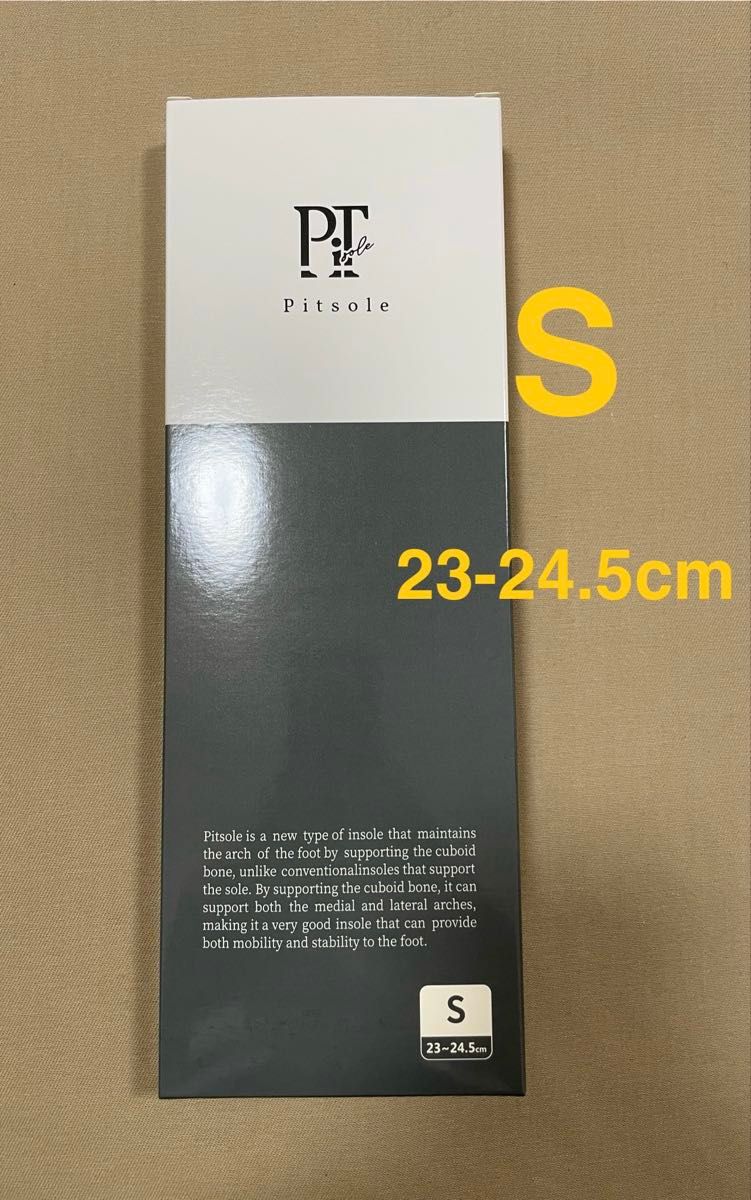 PiT sole
Pitsole
S
23-24.5cm
Pitsole is a new type of insole that maintains
the arch of the foot by supporting the cuboid
bone, unlike conventionalinsoles that support
the sole. By supporting the cuboid bone, it can
support both the medial and lateral arches,
making it a very good insole that can provide
both mobility and stability to the foot.
S
23~24.5cm